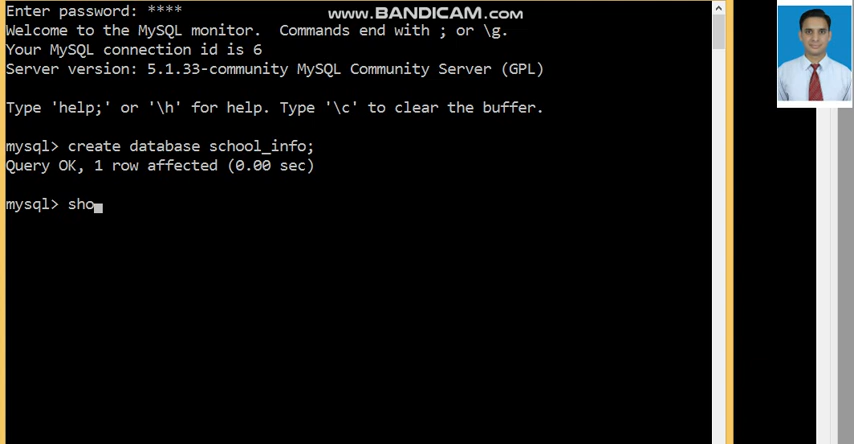 Enter password: ****
www.BANDICAM.com
Welcome to the MySQL monitor.  Commands end with ; or \g.
Your MySQL connection id is 6
Server version: 5.1.33-community MySQL Community Server (GPL)
Type 'help;' or '\h' for help. Type '\c' to clear the buffer.
mysql> create database school_info;
Query OK, 1 row affected (0.00 sec)
mysql> sho